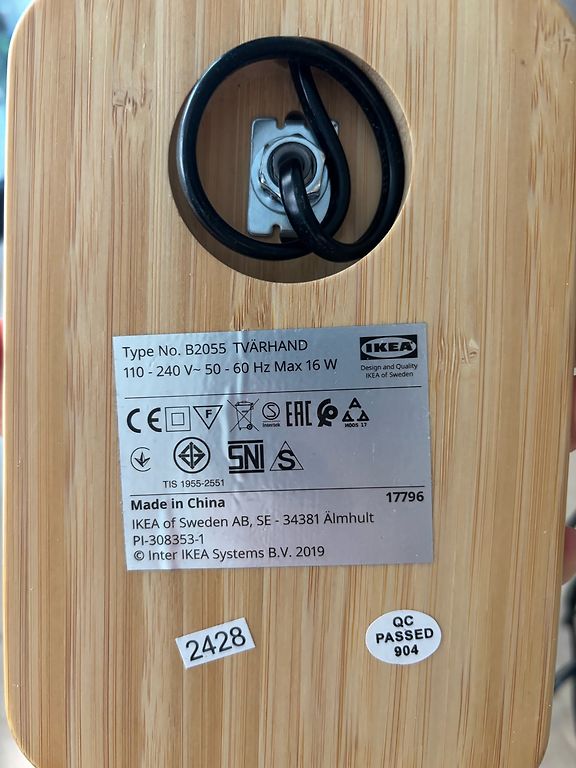 Type No. B2055 TVÄRHAND
110 - 240 V~ 50 - 60 Hz Max 16 W
IKEA
Design and Quality
IKEA of Sweden
CE F S Intertek EAC A M005 17
TIS 1955-2551
SNI S
Made in China 17796
IKEA of Sweden AB, SE - 34381 Älmhult
PI-308353-1
© Inter IKEA Systems B.V. 2019
2428
QC
PASSED
904